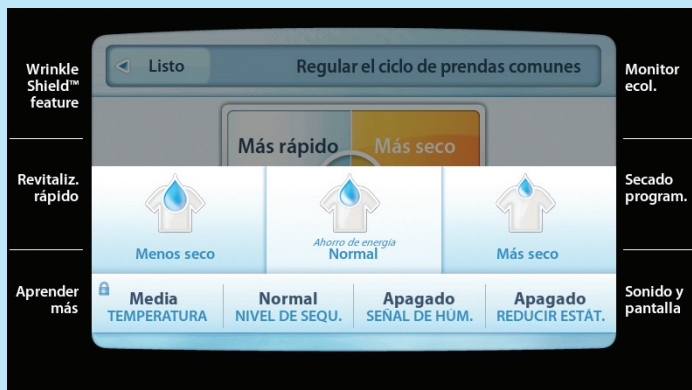 Wrinkle
Shield™
feature
Revitaliz.
rápido
Aprender
más
Listo
Regular el ciclo de prendas comunes
Más rápido
Más seco
Menos seco
Ahorro de energía
Normal
Más seco
Media
TEMPERATURA
Normal
NIVEL DE SEQU.
Apagado
SEÑAL DE HÚM.
Apagado
REDUCIR ESTÁT.
Monitor
ecol.
Secado
program.
Sonido y
pantalla